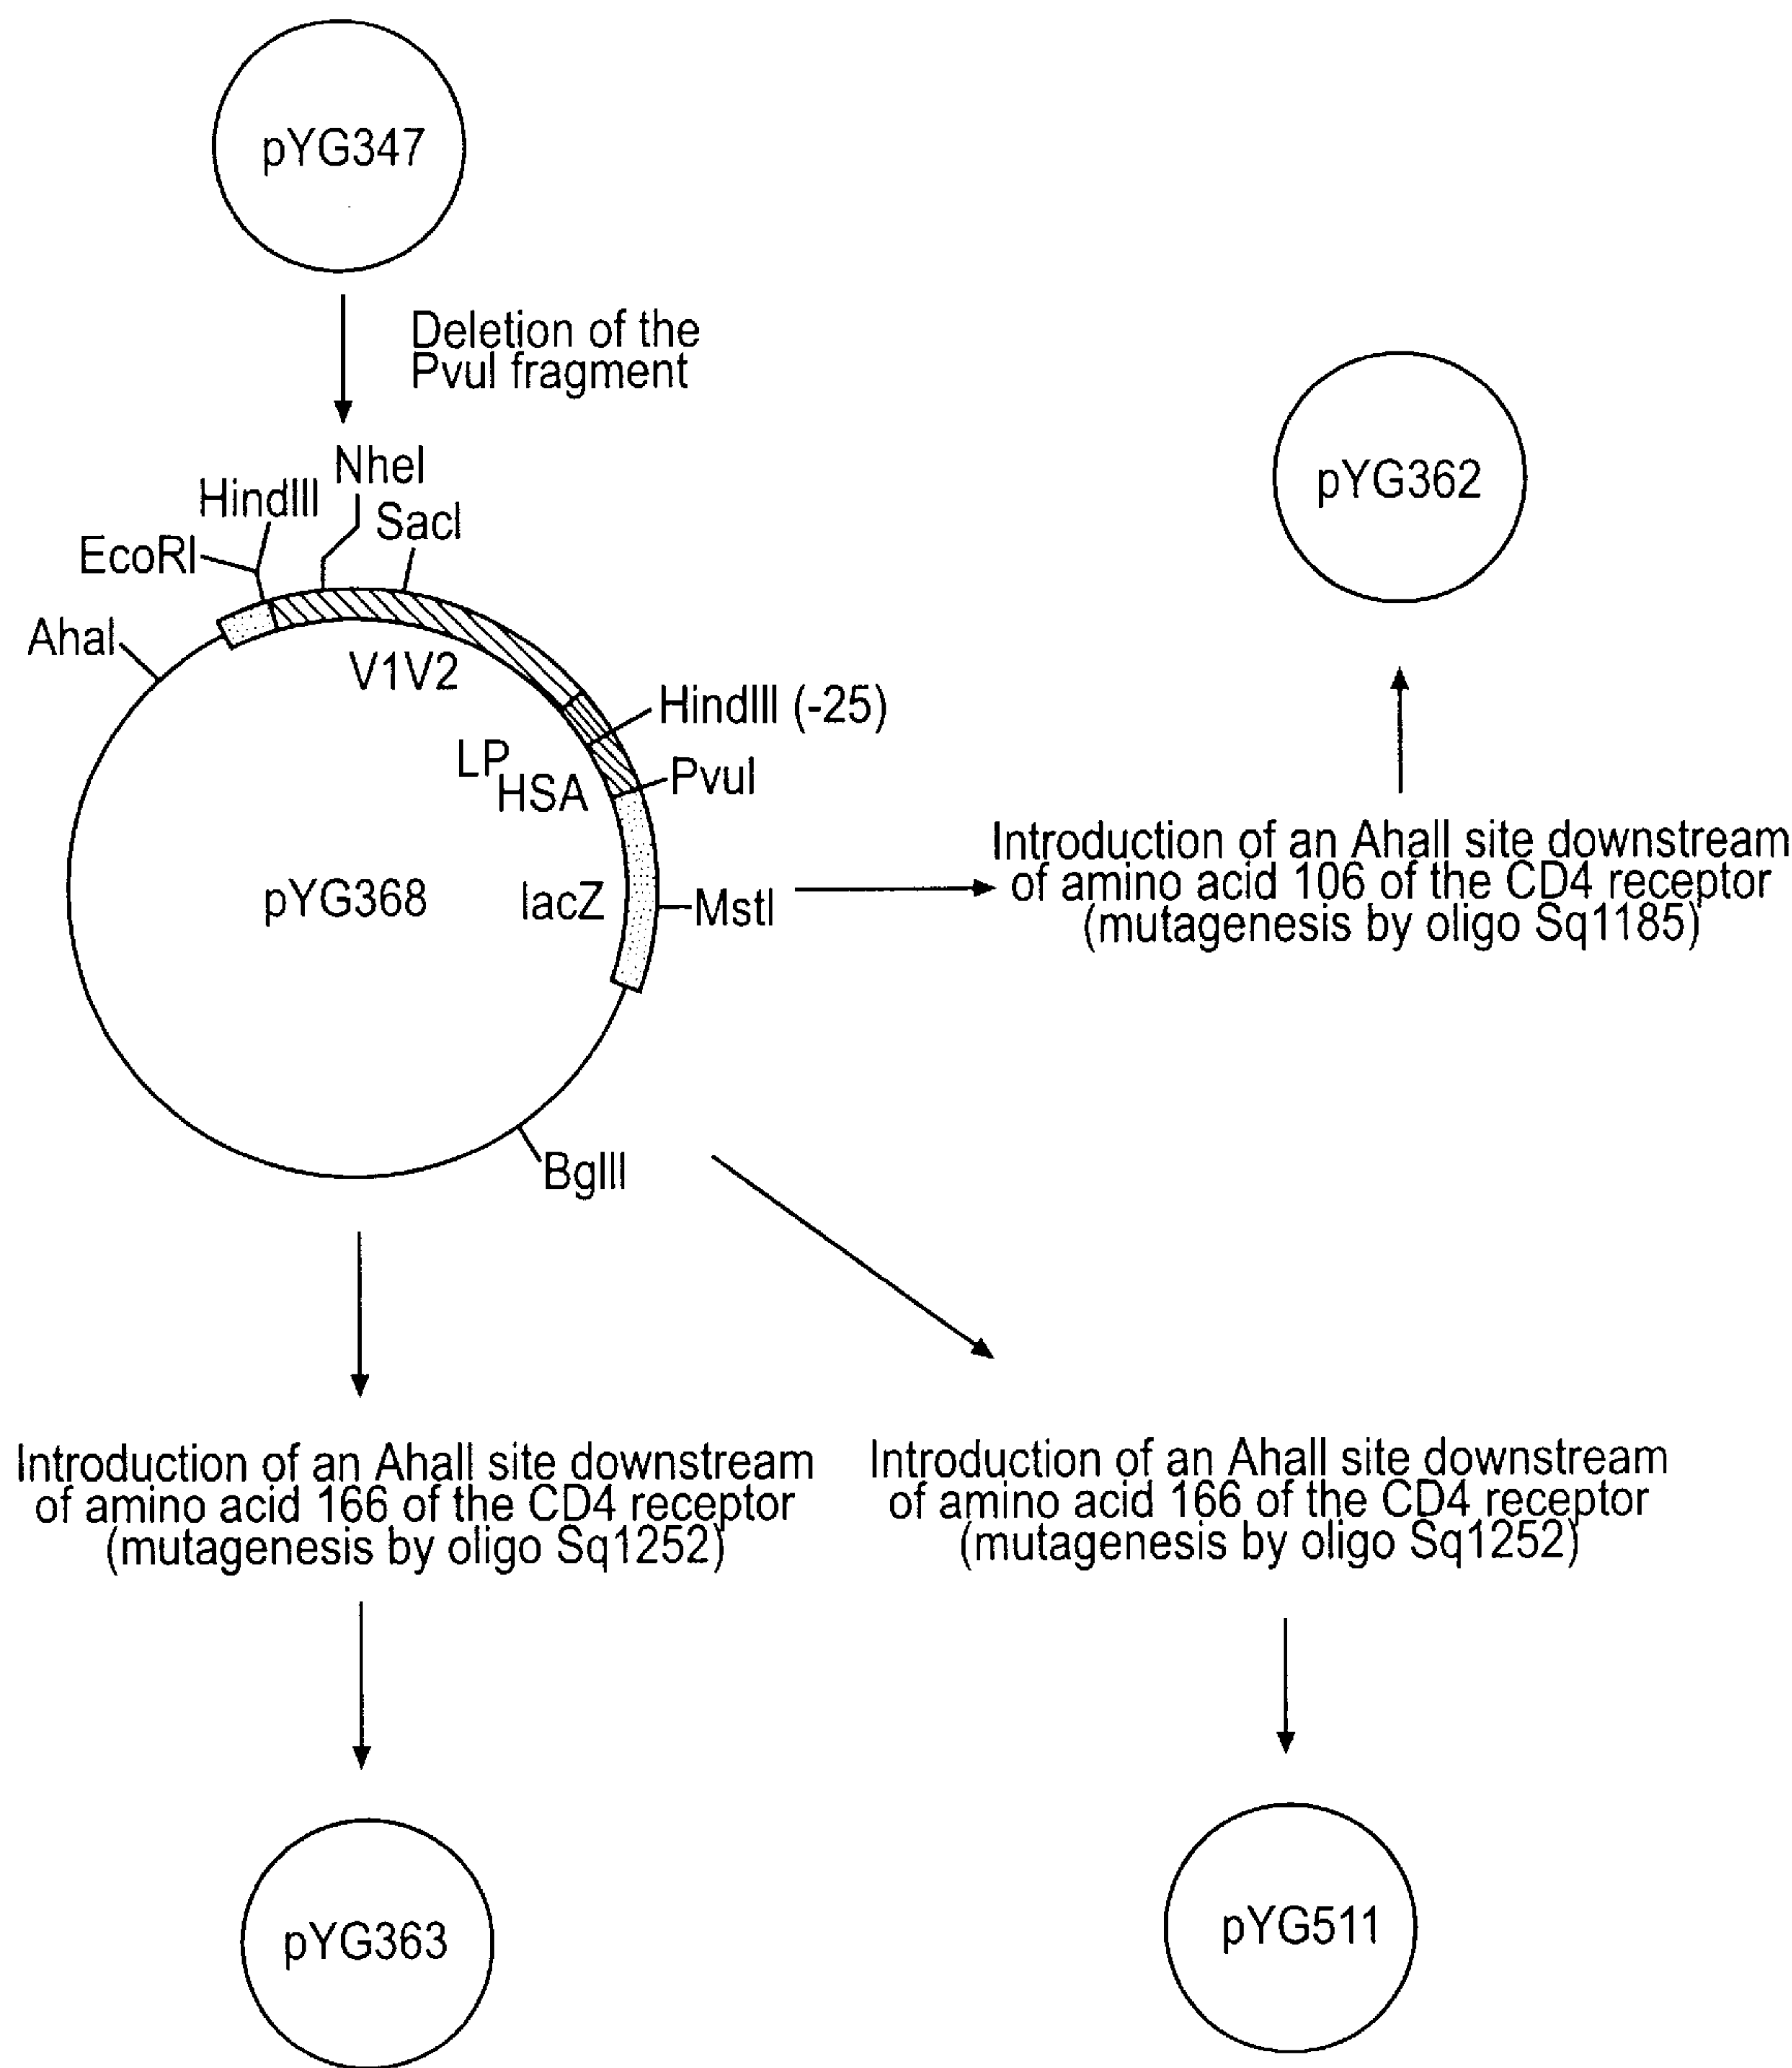 pYG347
Deletion of the
PvuI fragment
NheI
HindIII
SacI
EcoRI
AhaI
V1V2
HindIII (-25)
LP
HSA
PvuI
pYG368
lacZ
MstI
BglII
pYG362
Introduction of an AhaII site downstream
of amino acid 106 of the CD4 receptor
(mutagenesis by oligo Sq1185)
Introduction of an AhaII site downstream
of amino acid 166 of the CD4 receptor
(mutagenesis by oligo Sq1252)
Introduction of an AhaII site downstream
of amino acid 166 of the CD4 receptor
(mutagenesis by oligo Sq1252)
pYG363
pYG511